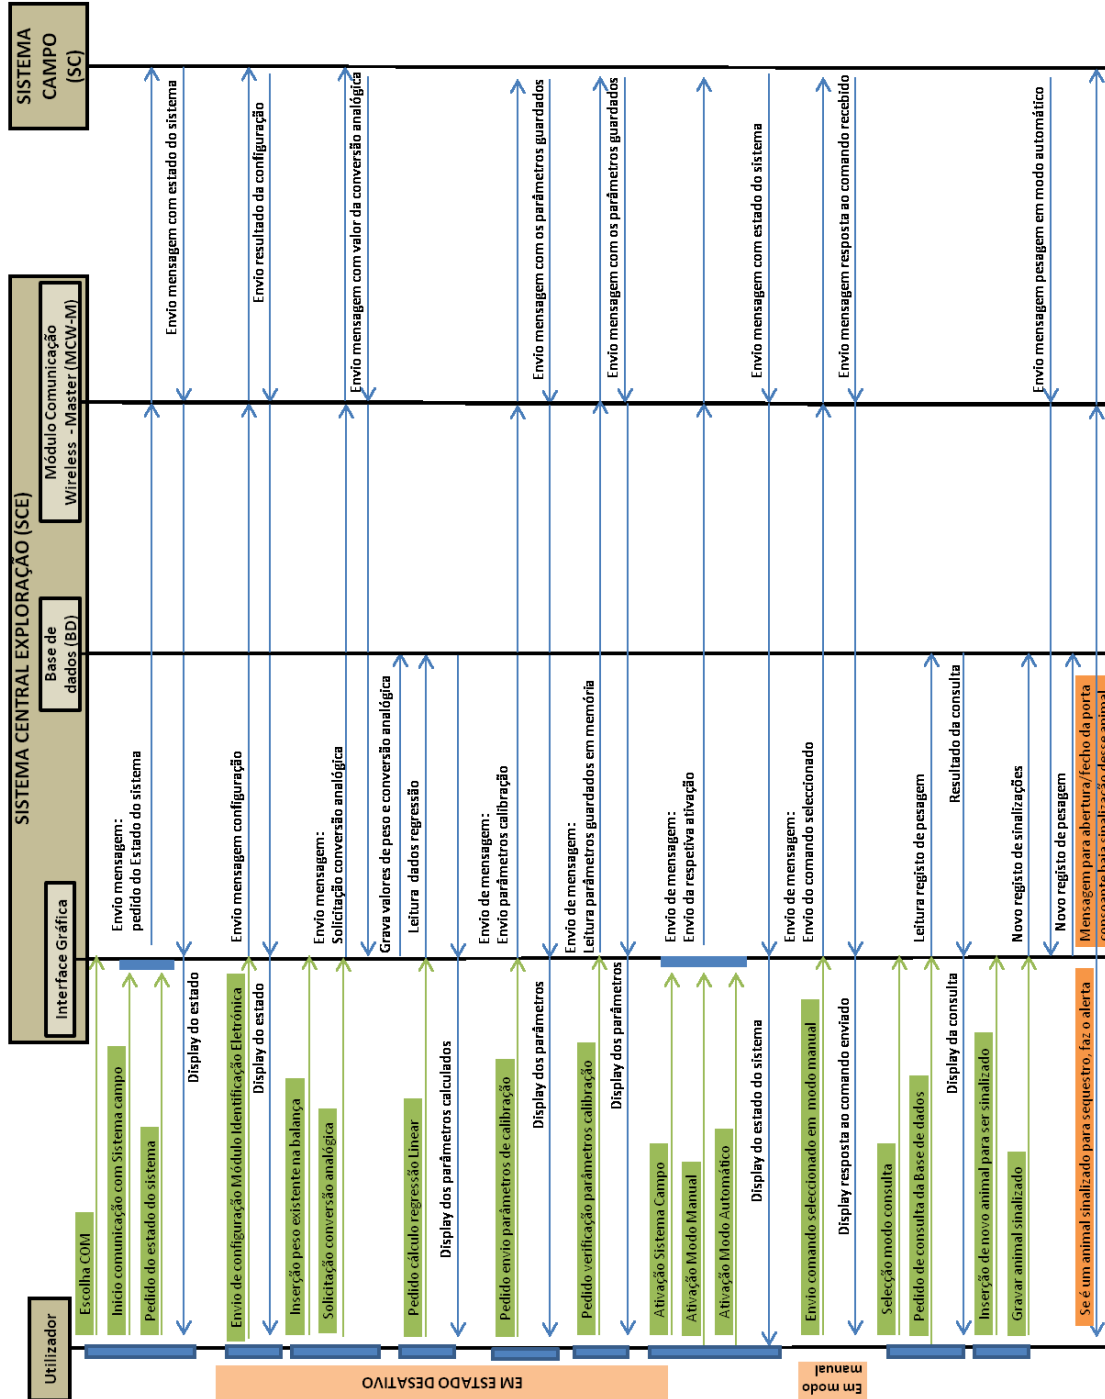 SISTEMA
CAMPO
(SC)
SISTEMA CENTRAL EXPLORAÇÃO (SCE)
Módulo Comunicação
Wireless - Master (MCW-M)
Base de
dados (BD)
Interface Gráfica
Utilizador
Escolha COM
Inicio comunicação com Sistema campo
Pedido do estado do sistema
Envio mensagem:
pedido do Estado do sistema
Envio mensagem com estado do sistema
Display do estado
Envio de configuração Módulo Identificação Eletrónica
Envio mensagem configuração
Envio resultado da configuração
Display do estado
Inserção peso existente na balança
Solicitação conversão analógica
Envio mensagem:
Solicitação conversão analógica
Envio mensagem com valor da conversão analógica
Grava valores de peso e conversão analógica
Pedido cálculo regressão Linear
Leitura dados regressão
Display dos parâmetros calculados
Pedido envio parâmetros de calibração
Envio de mensagem:
Envio parâmetros calibração
Envio mensagem com os parâmetros guardados
Display dos parâmetros
Pedido verificação parâmetros calibração
Envio de mensagem:
Leitura parâmetros guardados em memória
Envio mensagem com os parâmetros guardados
Display dos parâmetros
Ativação Sistema Campo
Ativação Modo Manual
Ativação Modo Automático
Envio de mensagem:
Envio da respetiva ativação
Envio mensagem com estado do sistema
Display do estado do sistema
EM ESTADO DESATIVO
Envio comando seleccionado em modo manual
Envio de mensagem:
Envio do comando seleccionado
Envio mensagem resposta ao comando recebido
Display resposta ao comando enviado
Em modo
manual
Selecção modo consulta
Pedido de consulta da Base de dados
Leitura registo de pesagem
Resultado da consulta
Display da consulta
Inserção de novo animal para ser sinalizado
Gravar animal sinalizado
Novo registo de sinalizações
Envio mensagem pesagem em modo automático
Novo registo de pesagem
Se é um animal sinalizado para sequestro, faz o alerta
Mensagem para abertura/fecho da porta
consoante haja sinalização desse animal